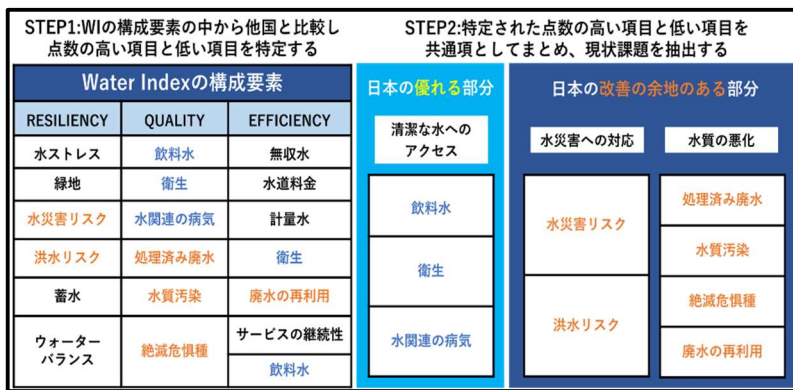 STEP1:WIの構成要素の中から他国と比較し
点数の高い項目と低い項目を特定する
STEP2:特定された点数の高い項目と低い項目を
共通項としてまとめ、現状課題を抽出する
Water Indexの構成要素
RESILIENCY QUALITY EFFICIENCY
水ストレス 飲料水 無収水
緑地 衛生 水道料金
水災害リスク 水関連の病気 計量水
洪水リスク 処理済み廃水 衛生
蓄水 水質汚染 廃水の再利用
ウォーター
バランス
絶滅危惧種
サービスの継続性
飲料水
日本の優れる部分
清潔な水への
アクセス
飲料水
衛生
水関連の病気
日本の改善の余地のある部分
水災害への対応 水質の悪化
水災害リスク
洪水リスク
処理済み廃水
水質汚染
絶滅危惧種
廃水の再利用